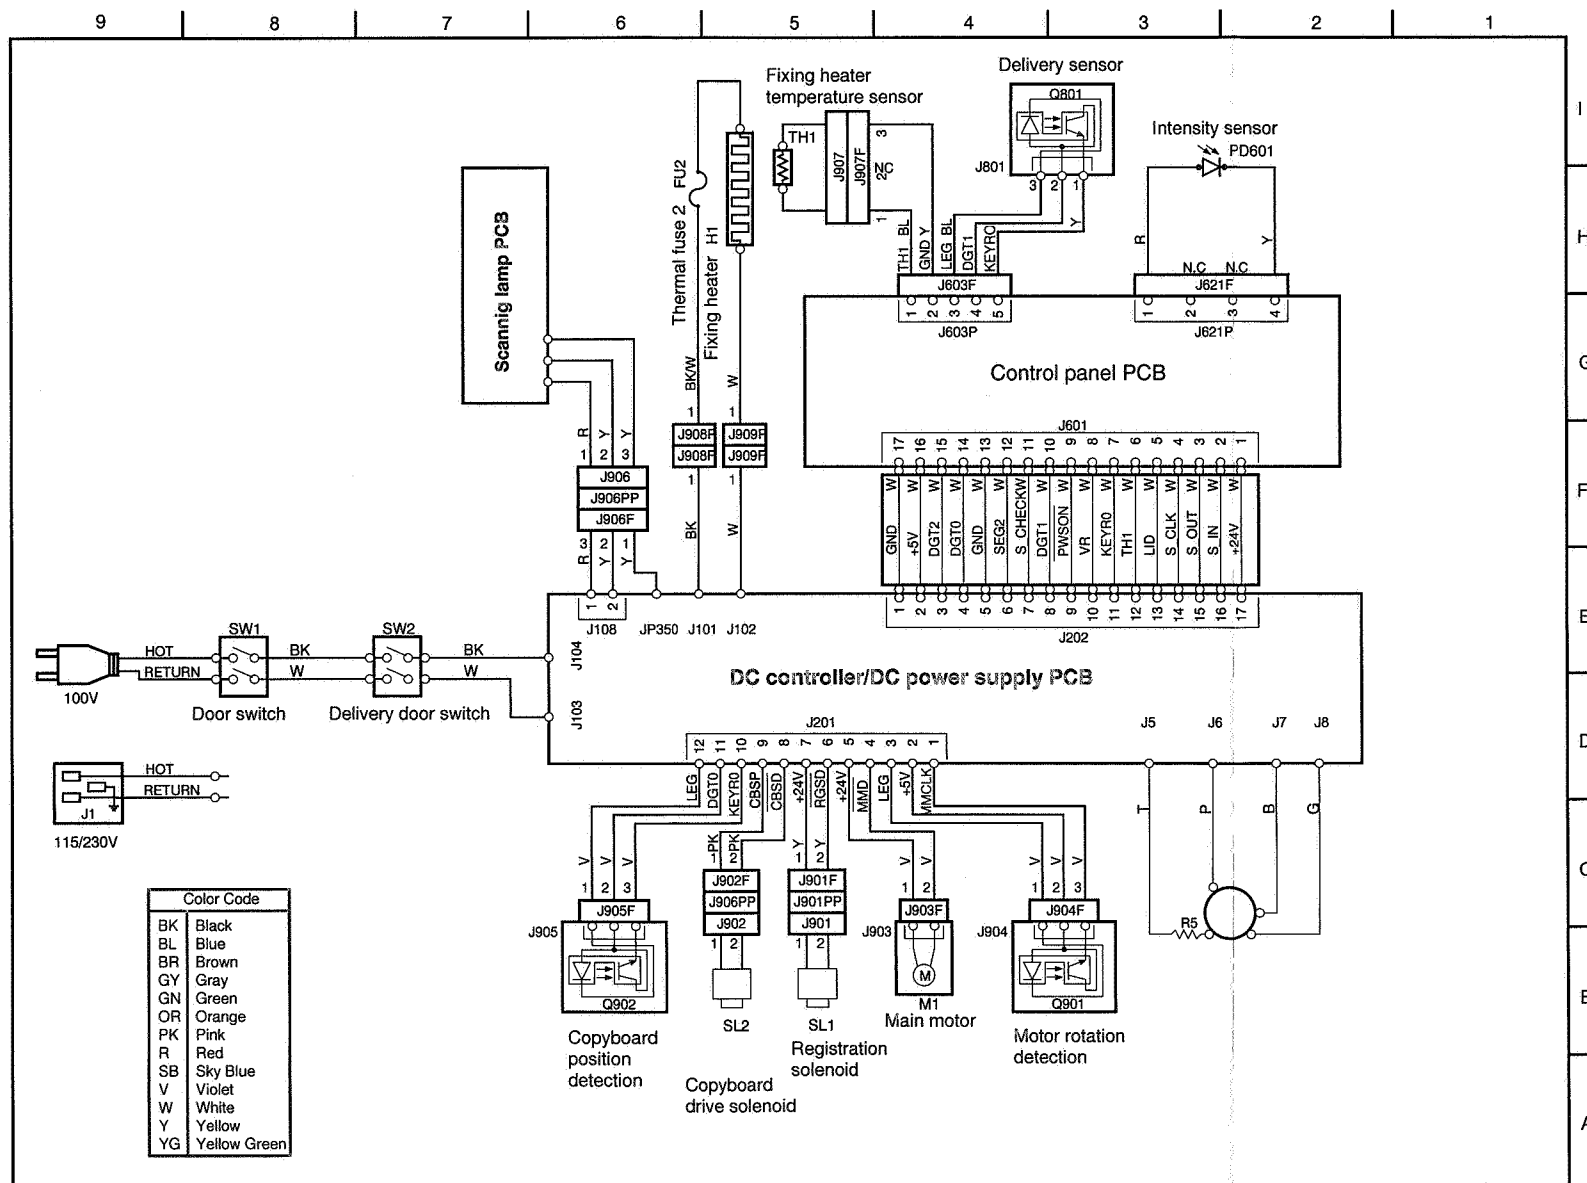 9 8 7 6 5 4 3 2 1
I
H
G
F
E
D
C
B
A
Delivery sensor
Q801
J801
3 2 1
Fixing heater
temperature sensor
TH1
J907
J907F
3
2NC
1
Intensity sensor
PD601
R
Y
N.C N.C
J621F
1 2 3 4
J621P
TH1 BL
GND Y
LEG BL
DGT1
KEYRO
Y
J603F
1 2 3 4 5
J603P
Scannig lamp PCB
Thermal fuse 2 FU2
Fixing heater H1
BK/W
W
R Y Y
1 2 3
J906
J906PP
J906F
3 2 1
R Y Y
1 1
J908F J909F
J908F J909F
1 1
BK W
Control panel PCB
J601
17 16 15 14 13 12 11 10 9 8 7 6 5 4 3 2 1
W W W W W W W W W W W W W W W W W
GND
+5V
DGT2
DGT0
GND
SEG2
S_CHECK
DGT1
PWSON
VR
KEYR0
TH1
LID
S_CLK
S_OUT
S_IN
+24V
1 2 3 4 5 6 7 8 9 10 11 12 13 14 15 16 17
J202
1 2
J108 JP350 J101 J102
SW1 SW2
HOT BK BK
RETURN W W
100V
Door switch Delivery door switch
J104
J103
DC controller/DC power supply PCB
J5 J6 J7 J8
J201
12 11 10 9 8 7 6 5 4 3 2 1
LEG
DGT0
KEYR0
CBSP
CBSD
+24V
RGSD
+24V
MMD
LEG
+5V
MMCLK
HOT
RETURN
J1
115/230V
T P B G
R5
V V V
1 2 3
J905F
J905
Q902
Copyboard
position
detection
PK PK
1 2
J902F
J906PP
J902
1 2
SL2
Copyboard
drive solenoid
Y Y
1 2
J901F
J901PP
J901
1 2
SL1
Registration
solenoid
V V
1 2
J903F
J903
M
M1
Main motor
V V V
1 2 3
J904F
J904
Q901
Motor rotation
detection
Color Code
BK Black
BL Blue
BR Brown
GY Gray
GN Green
OR Orange
PK Pink
R Red
SB Sky Blue
V Violet
W White
Y Yellow
YG Yellow Green